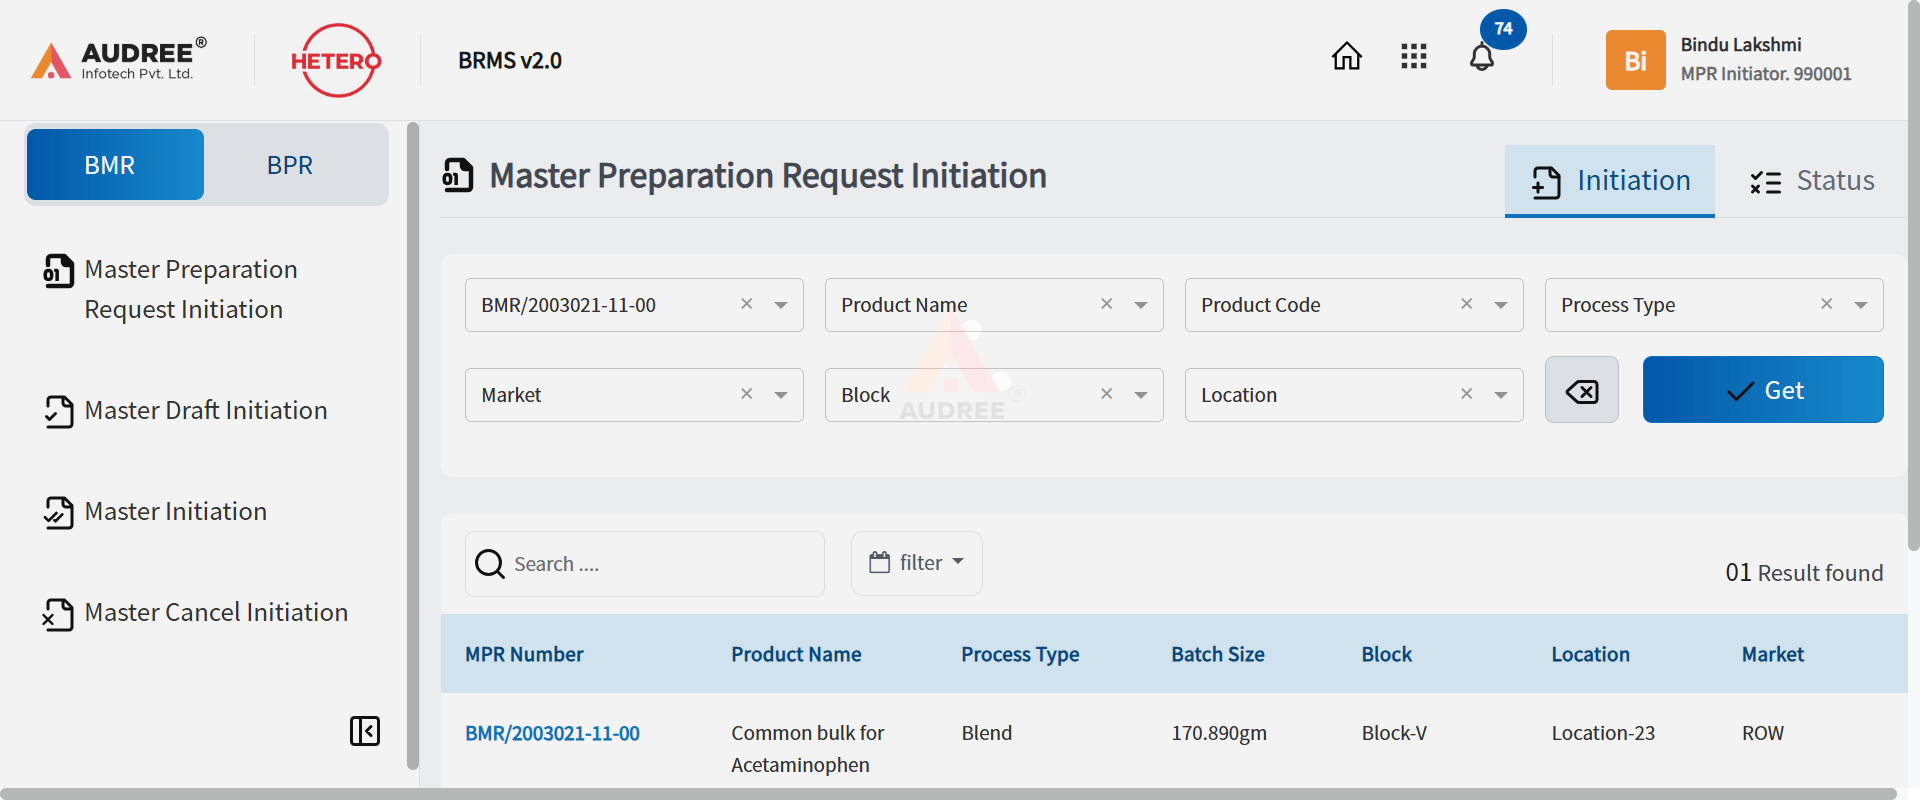 AUDREE®
Infotech Pvt. Ltd.
HETERO
BRMS v2.0
74
Bi
Bindu Lakshmi
MPR Initiator. 990001
BMR
BPR
Master Preparation
Request Initiation
Master Draft Initiation
Master Initiation
Master Cancel Initiation
01
Master Preparation Request Initiation
Initiation
Status
BMR/2003021-11-00
Product Name
Product Code
Process Type
Market
Block
Location
Get
AUDREE®
Search ....
filter
01 Result found
MPR Number
Product Name
Process Type
Batch Size
Block
Location
Market
BMR/2003021-11-00
Common bulk for
Acetaminophen
Blend
170.890gm
Block-V
Location-23
ROW